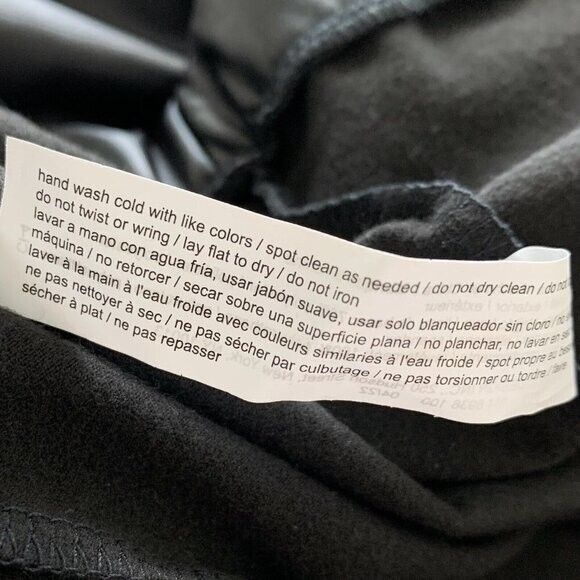 hand wash cold with like colors / spot clean as needed / do not dry clean / do not
do not twist or wring / lay flat to dry / do not iron
lavar a mano con agua fría, usar jabón suave, usar solo blanqueador sin cloro / no
máquina / no retorcer / secar sobre una superficie plana / no planchar, no lavar en
laver à la main à l'eau froide avec couleurs similaries à l'eau froide / spot propre au
ne pas nettoyer à sec / ne pas sécher par culbutage / ne pas torsionner ou tordre /
sécher à plat / ne pas repasser